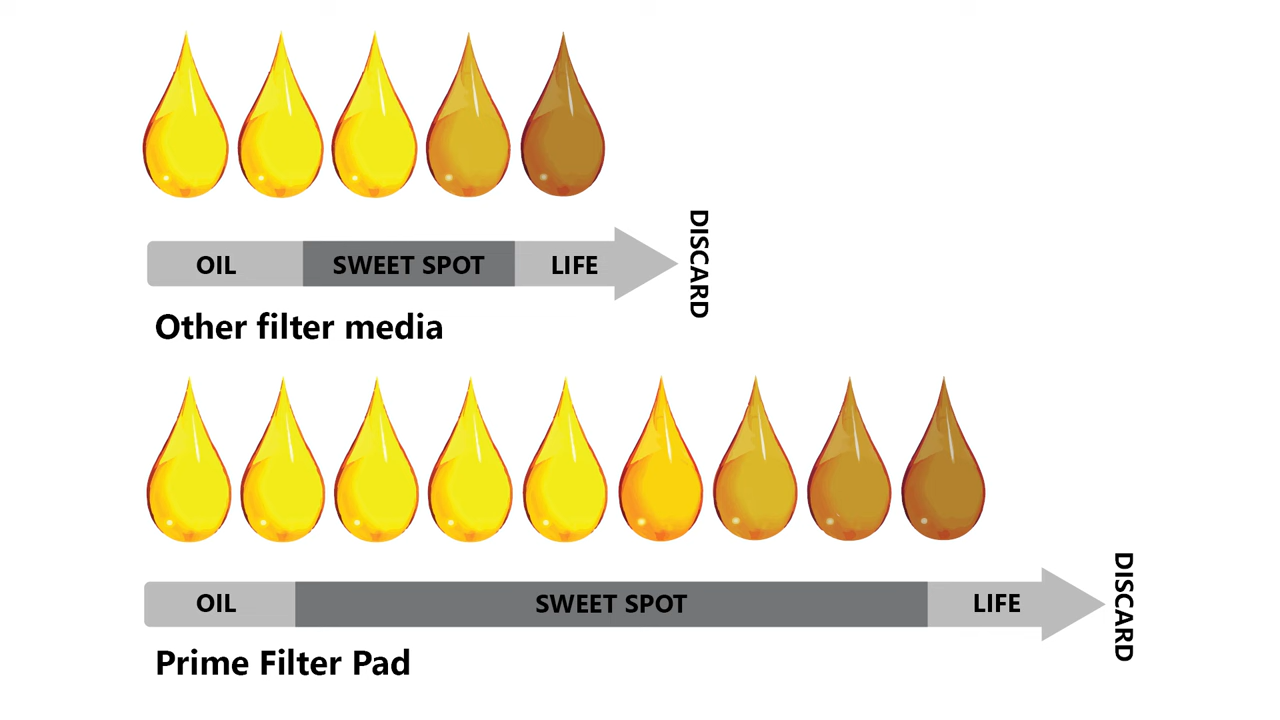 OIL SWEET SPOT LIFE
DISCARD
Other filter media
OIL SWEET SPOT LIFE
DISCARD
Prime Filter Pad